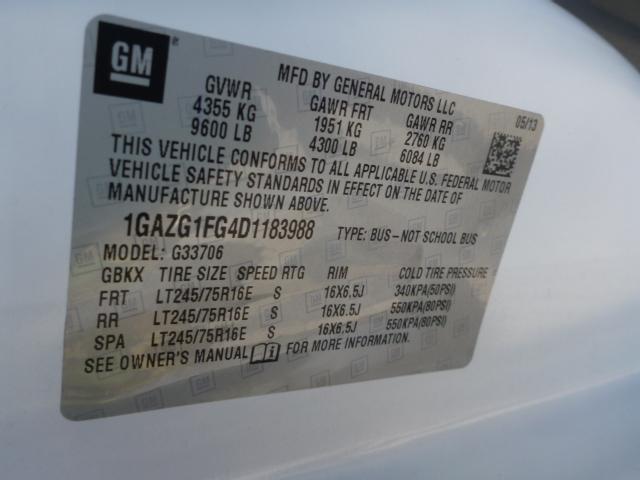 GM
MFD BY GENERAL MOTORS LLC
05/13
GVWR GAWR FRT GAWR RR
4355 KG 1951 KG 2760 KG
9600 LB 4300 LB 6084 LB
THIS VEHICLE CONFORMS TO ALL APPLICABLE U.S. FEDERAL MOTOR
VEHICLE SAFETY STANDARDS IN EFFECT ON THE DATE OF
MANUFACTURE SHOWN ABOVE.
1GAZG1FG4D1183988 TYPE: BUS-NOT SCHOOL BUS
MODEL: G33706
GBKX TIRE SIZE SPEED RTG RIM COLD TIRE PRESSURE
FRT LT245/75R16E S 16X6.5J 340KPA(50PSI)
RR LT245/75R16E S 16X6.5J 550KPA(80PSI)
SPA LT245/75R16E S 16X6.5J 550KPA(80PSI)
SEE OWNER'S MANUAL FOR MORE INFORMATION.